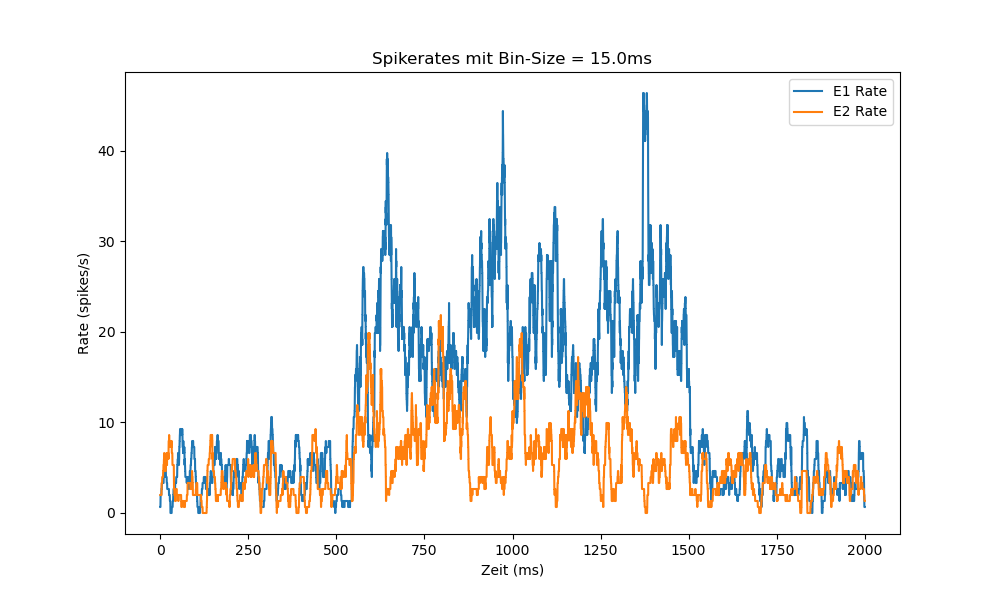 Spikerates mit Bin-Size = 15.0ms
E1 Rate
E2 Rate
Rate (spikes/s)
40
30
20
10
0
0 250 500 750 1000 1250 1500 1750 2000
Zeit (ms)